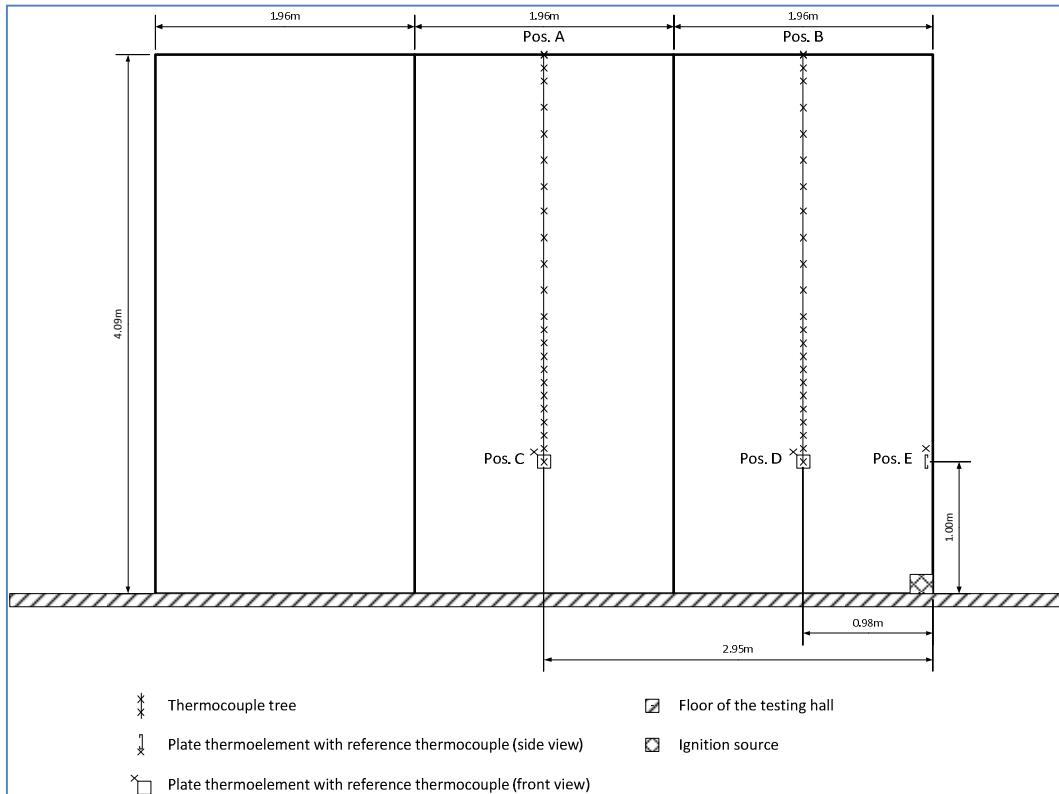 1.96m 1.96m 1.96m
Pos. A Pos. B
4.09m
Pos. C Pos. D Pos. E
1.00m
0.98m
2.95m
Thermocouple tree Floor of the testing hall
Plate thermoelement with reference thermocouple (side view) Ignition source
Plate thermoelement with reference thermocouple (front view)